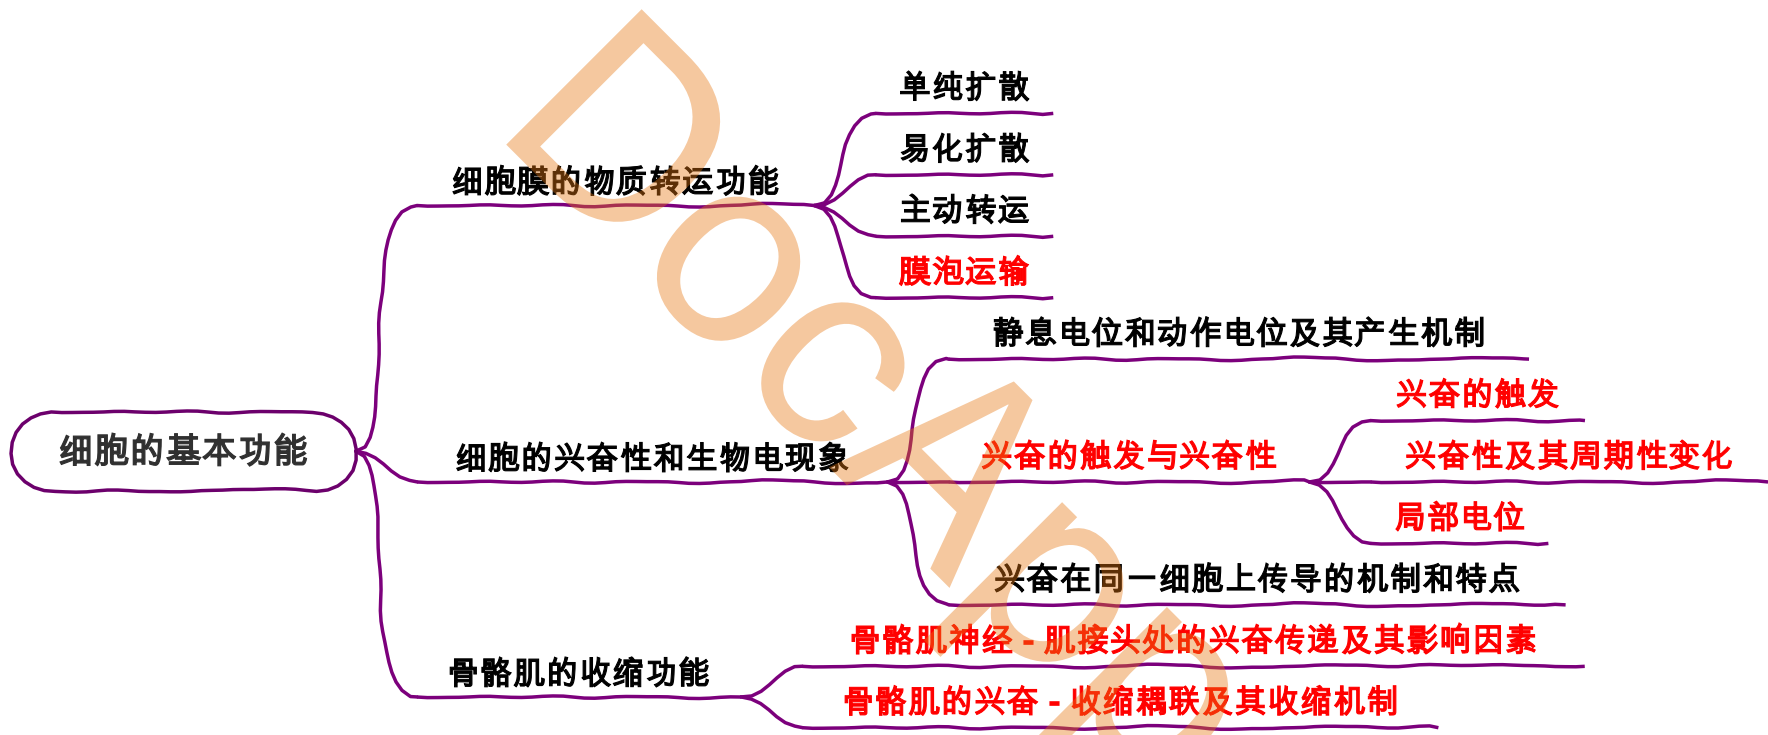 细胞的基本功能
细胞膜的物质转运功能
单纯扩散
易化扩散
主动转运
膜泡运输
细胞的兴奋性和生物电现象
静息电位和动作电位及其产生机制
兴奋的触发与兴奋性
兴奋的触发
兴奋性及其周期性变化
局部电位
兴奋在同一细胞上传导的机制和特点
骨骼肌的收缩功能
骨骼肌神经 - 肌接头处的兴奋传递及其影响因素
骨骼肌的兴奋 - 收缩耦联及其收缩机制
DocApp